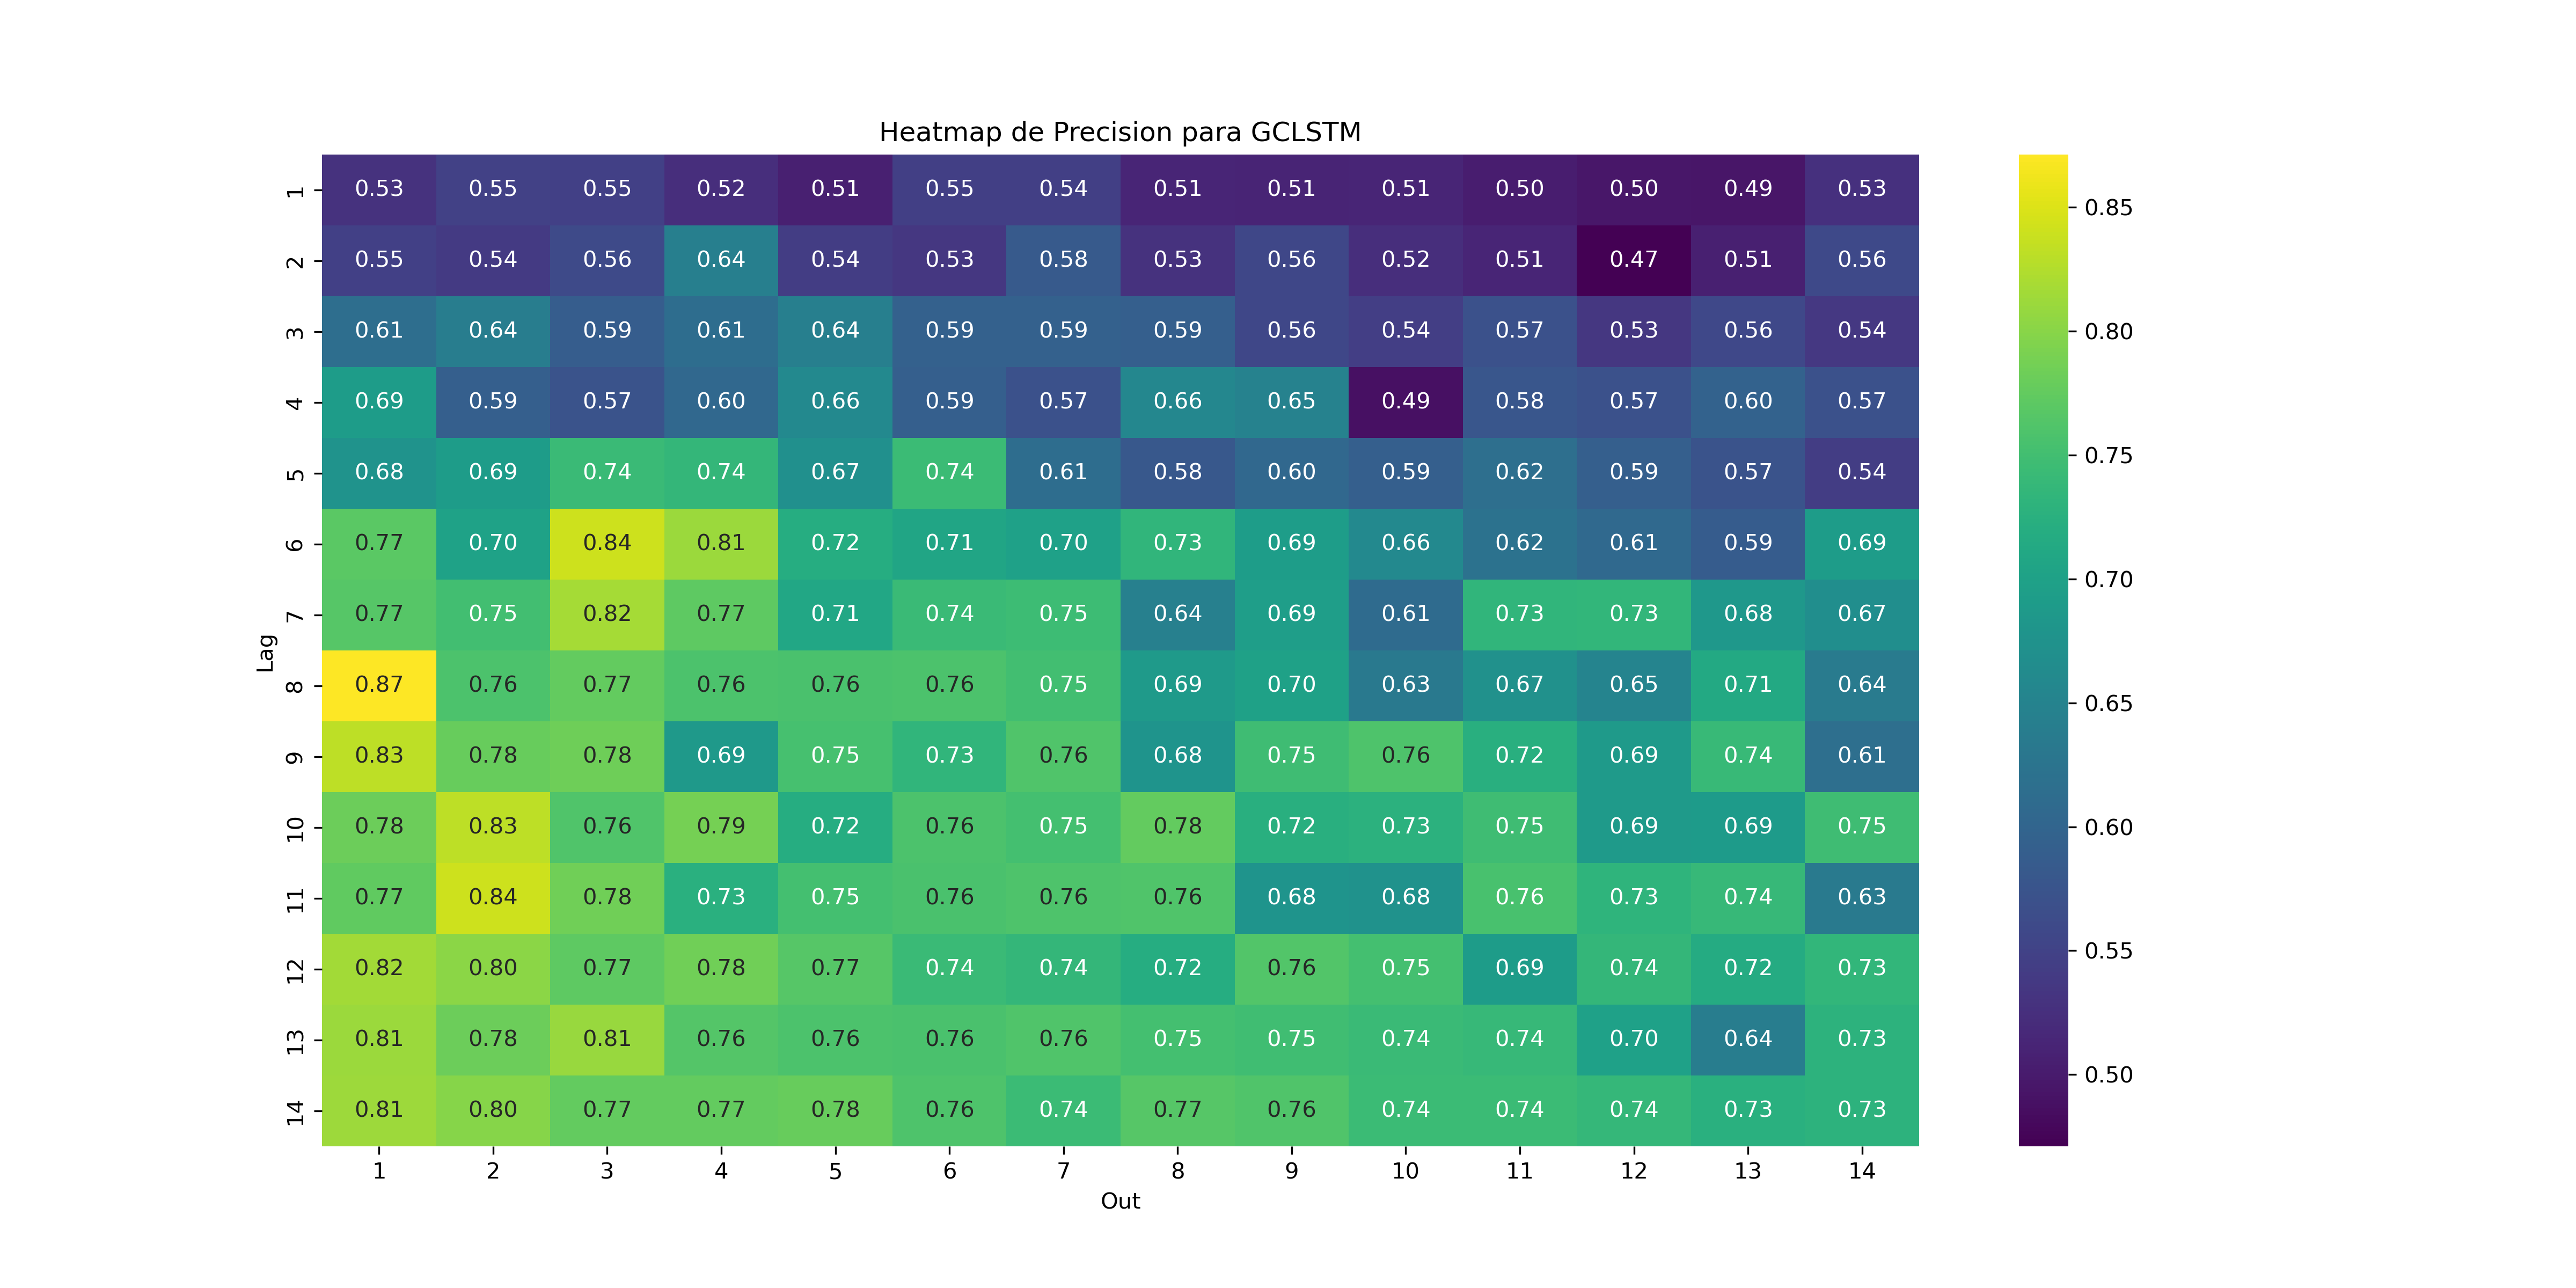 Heatmap de Precision para GCLSTM
1 0.53 0.55 0.55 0.52 0.51 0.55 0.54 0.51 0.51 0.51 0.50 0.50 0.49 0.53
2 0.55 0.54 0.56 0.64 0.54 0.53 0.58 0.53 0.56 0.52 0.51 0.47 0.51 0.56
3 0.61 0.64 0.59 0.61 0.64 0.59 0.59 0.59 0.56 0.54 0.57 0.53 0.56 0.54
4 0.69 0.59 0.57 0.60 0.66 0.59 0.57 0.66 0.65 0.49 0.58 0.57 0.60 0.57
5 0.68 0.69 0.74 0.74 0.67 0.74 0.61 0.58 0.60 0.59 0.62 0.59 0.57 0.54
6 0.77 0.70 0.84 0.81 0.72 0.71 0.70 0.73 0.69 0.66 0.62 0.61 0.59 0.69
7 0.77 0.75 0.82 0.77 0.71 0.74 0.75 0.64 0.69 0.61 0.73 0.73 0.68 0.67
Lag
8 0.87 0.76 0.77 0.76 0.76 0.76 0.75 0.69 0.70 0.63 0.67 0.65 0.71 0.64
9 0.83 0.78 0.78 0.69 0.75 0.73 0.76 0.68 0.75 0.76 0.72 0.69 0.74 0.61
10 0.78 0.83 0.76 0.79 0.72 0.76 0.75 0.78 0.72 0.73 0.75 0.69 0.69 0.75
11 0.77 0.84 0.78 0.73 0.75 0.76 0.76 0.76 0.68 0.68 0.76 0.73 0.74 0.63
12 0.82 0.80 0.77 0.78 0.77 0.74 0.74 0.72 0.76 0.75 0.69 0.74 0.72 0.73
13 0.81 0.78 0.81 0.76 0.76 0.76 0.76 0.75 0.75 0.74 0.74 0.70 0.64 0.73
14 0.81 0.80 0.77 0.77 0.78 0.76 0.74 0.77 0.76 0.74 0.74 0.74 0.73 0.73
1 2 3 4 5 6 7 8 9 10 11 12 13 14
Out
0.85
0.80
0.75
0.70
0.65
0.60
0.55
0.50